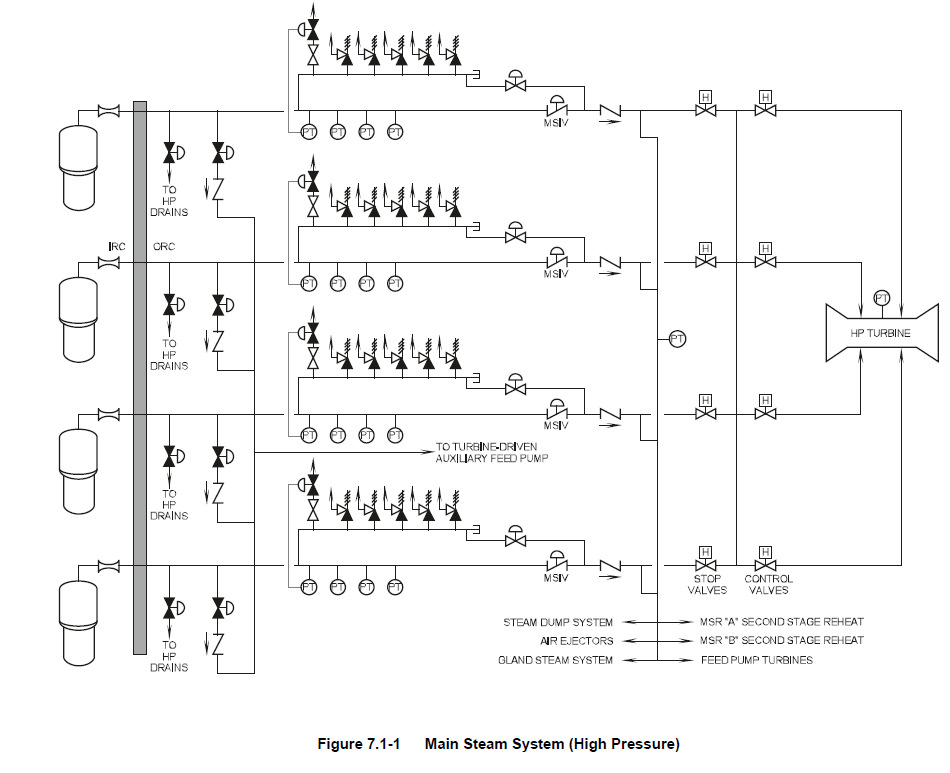 PT PT PT PT
MSIV
H H
TO
HP
DRAINS
IRC ORC
PT PT PT PT
MSIV
H H
PT
HP TURBINE
TO
HP
DRAINS
PT
PT PT PT PT
MSIV
H H
TO TURBINE-DRIVEN
AUXILIARY FEED PUMP
TO
HP
DRAINS
PT PT PT PT
MSIV
H H
STOP
VALVES
CONTROL
VALVES
TO
HP
DRAINS
STEAM DUMP SYSTEM MSR "A" SECOND STAGE REHEAT
AIR EJECTORS MSR "B" SECOND STAGE REHEAT
GLAND STEAM SYSTEM FEED PUMP TURBINES
Figure 7.1-1 Main Steam System (High Pressure)